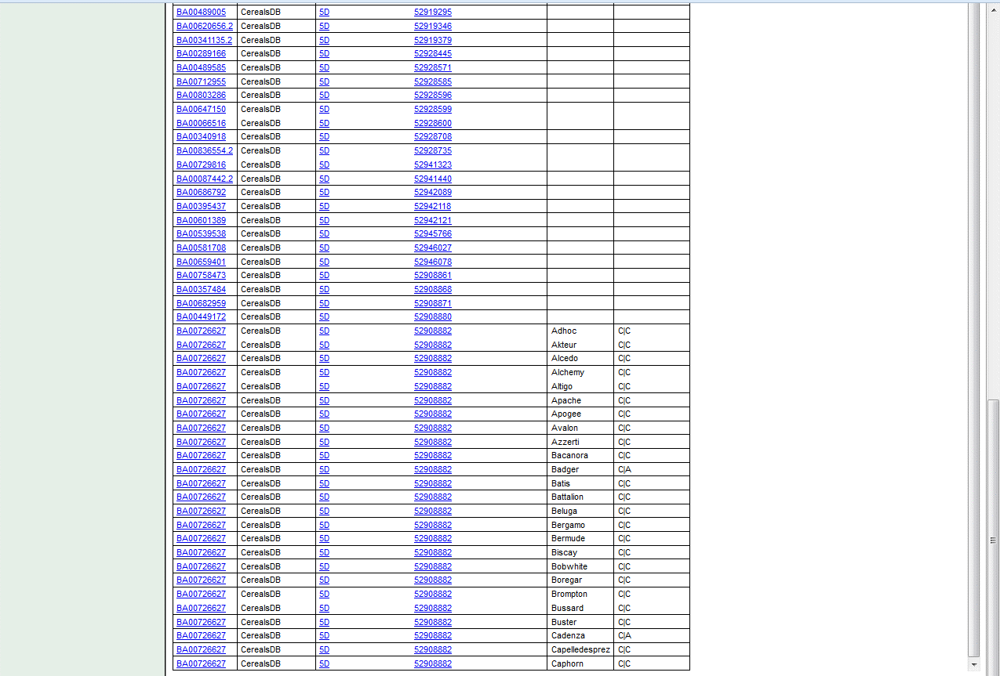 BA00489005 CerealsDB 5D 52919295
BA00620656.2 CerealsDB 5D 52919346
BA00341135.2 CerealsDB 5D 52919379
BA00289166 CerealsDB 5D 52928445
BA00489585 CerealsDB 5D 52928571
BA00712955 CerealsDB 5D 52928585
BA00803286 CerealsDB 5D 52928596
BA00647150 CerealsDB 5D 52928599
BA00066516 CerealsDB 5D 52928600
BA00340918 CerealsDB 5D 52928708
BA00836554.2 CerealsDB 5D 52928735
BA00729816 CerealsDB 5D 52941323
BA00087442.2 CerealsDB 5D 52941440
BA00686792 CerealsDB 5D 52942089
BA00395437 CerealsDB 5D 52942118
BA00601389 CerealsDB 5D 52942121
BA00539538 CerealsDB 5D 52945766
BA00581708 CerealsDB 5D 52946027
BA00659401 CerealsDB 5D 52946078
BA00758473 CerealsDB 5D 52908861
BA00357484 CerealsDB 5D 52908868
BA00682959 CerealsDB 5D 52908871
BA00449172 CerealsDB 5D 52908880
BA00726627 CerealsDB 5D 52908882 Adhoc C|C
BA00726627 CerealsDB 5D 52908882 Akteur C|C
BA00726627 CerealsDB 5D 52908882 Alcedo C|C
BA00726627 CerealsDB 5D 52908882 Alchemy C|C
BA00726627 CerealsDB 5D 52908882 Altigo C|C
BA00726627 CerealsDB 5D 52908882 Apache C|C
BA00726627 CerealsDB 5D 52908882 Apogee C|C
BA00726627 CerealsDB 5D 52908882 Avalon C|C
BA00726627 CerealsDB 5D 52908882 Azzerti C|C
BA00726627 CerealsDB 5D 52908882 Bacanora C|C
BA00726627 CerealsDB 5D 52908882 Badger C|A
BA00726627 CerealsDB 5D 52908882 Batis C|C
BA00726627 CerealsDB 5D 52908882 Battalion C|C
BA00726627 CerealsDB 5D 52908882 Beluga C|C
BA00726627 CerealsDB 5D 52908882 Bergamo C|C
BA00726627 CerealsDB 5D 52908882 Bermude C|C
BA00726627 CerealsDB 5D 52908882 Biscay C|C
BA00726627 CerealsDB 5D 52908882 Bobwhite C|C
BA00726627 CerealsDB 5D 52908882 Boregar C|C
BA00726627 CerealsDB 5D 52908882 Brompton C|C
BA00726627 CerealsDB 5D 52908882 Bussard C|C
BA00726627 CerealsDB 5D 52908882 Buster C|C
BA00726627 CerealsDB 5D 52908882 Cadenza C|A
BA00726627 CerealsDB 5D 52908882 Capelledesprez C|C
BA00726627 CerealsDB 5D 52908882 Caphorn C|C